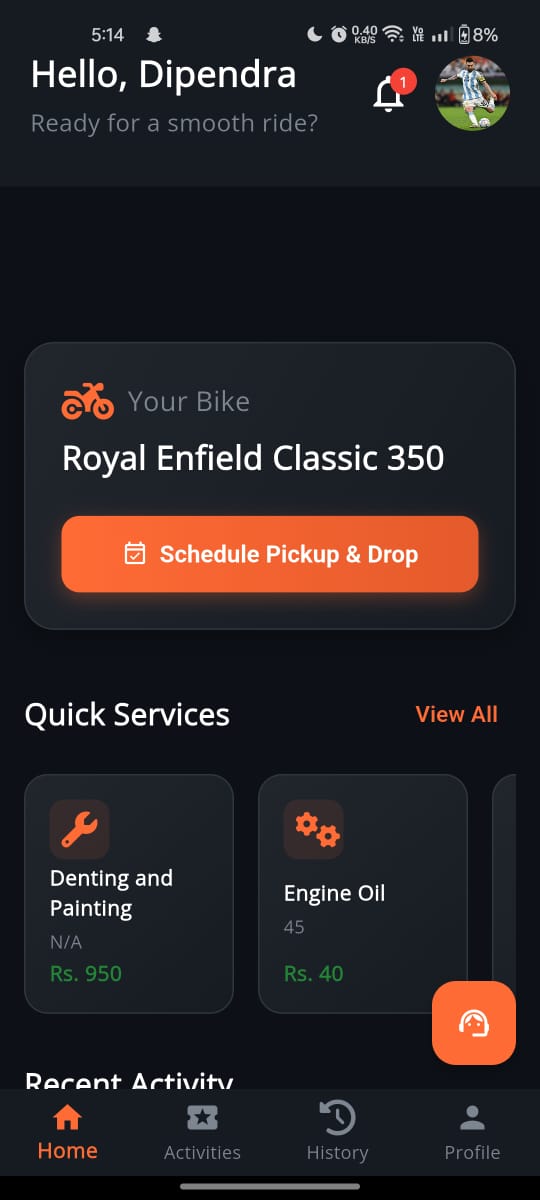 5:14
0.40 KB/S
Vo LTE
8%
Hello, Dipendra
1
Ready for a smooth ride?
Your Bike
Royal Enfield Classic 350
Schedule Pickup & Drop
Quick Services
View All
Denting and
Painting
N/A
Rs. 950
Engine Oil
45
Rs. 40
Recent Activity
Home
Activities
History
Profile